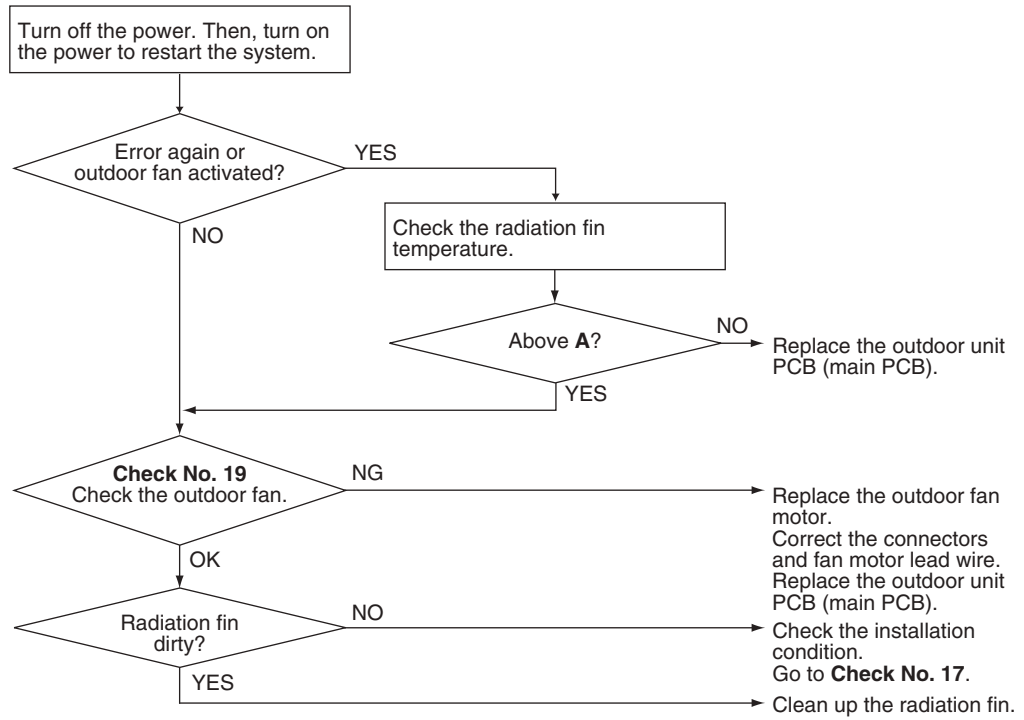 Turn off the power. Then, turn on
the power to restart the system.
Error again or
outdoor fan activated?
YES
NO
Check the radiation fin
temperature.
Above A?
NO
Replace the outdoor unit
PCB (main PCB).
YES
Check No. 19
Check the outdoor fan.
NG
Replace the outdoor fan
motor.
Correct the connectors
and fan motor lead wire.
Replace the outdoor unit
PCB (main PCB).
OK
Radiation fin
dirty?
NO
Check the installation
condition.
Go to Check No. 17.
YES
Clean up the radiation fin.